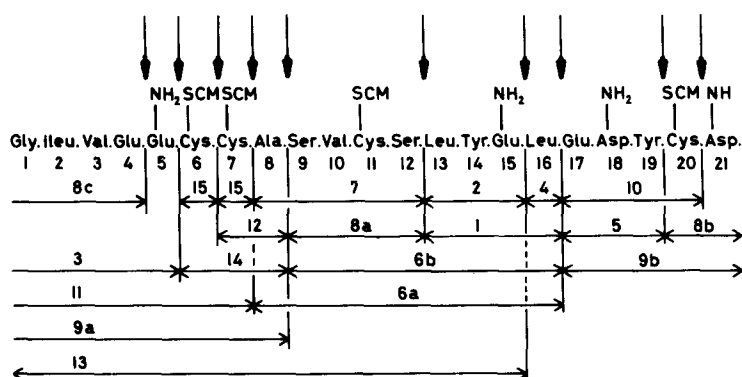 NH2 SCM SCM SCM NH2 NH2 SCM NH
Gly. ileu. Val. Glu. Glu. Cys. Cys. Ala. Ser. Val. Cys. Ser. Leu. Tyr. Glu. Leu. Glu. Asp. Tyr. Cys. Asp.
1 2 3 4 5 6 7 8 9 10 11 12 13 14 15 16 17 18 19 20 21
8c 15 15 7 2 4 10
12 8a 1 5 8b
3 14 6b 9b
11 6a
9a
13